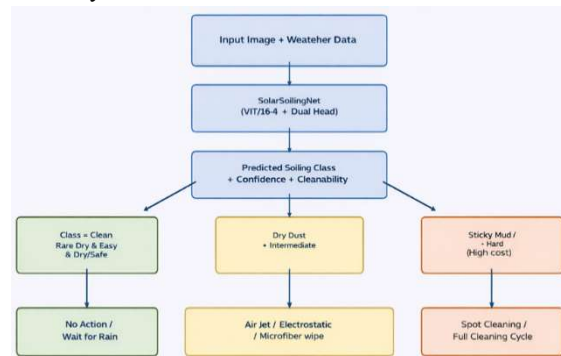 Input Image + Weateher Data
SolarSoilingNet
(VIT/16-4 + Dual Head)
Predicted Soiling Class
+ Confidence + Cleanability
Class = Clean
Rare Dry & Easy
& Dry/Safe
Dry Dust
+ Intermediate
Sticky Mud /
- Hard
(High cost)
No Action /
Wait for Rain
Air Jet / Electrostatic
/ Microfiber wipe
Spot Cleaning /
Full Cleaning Cycle